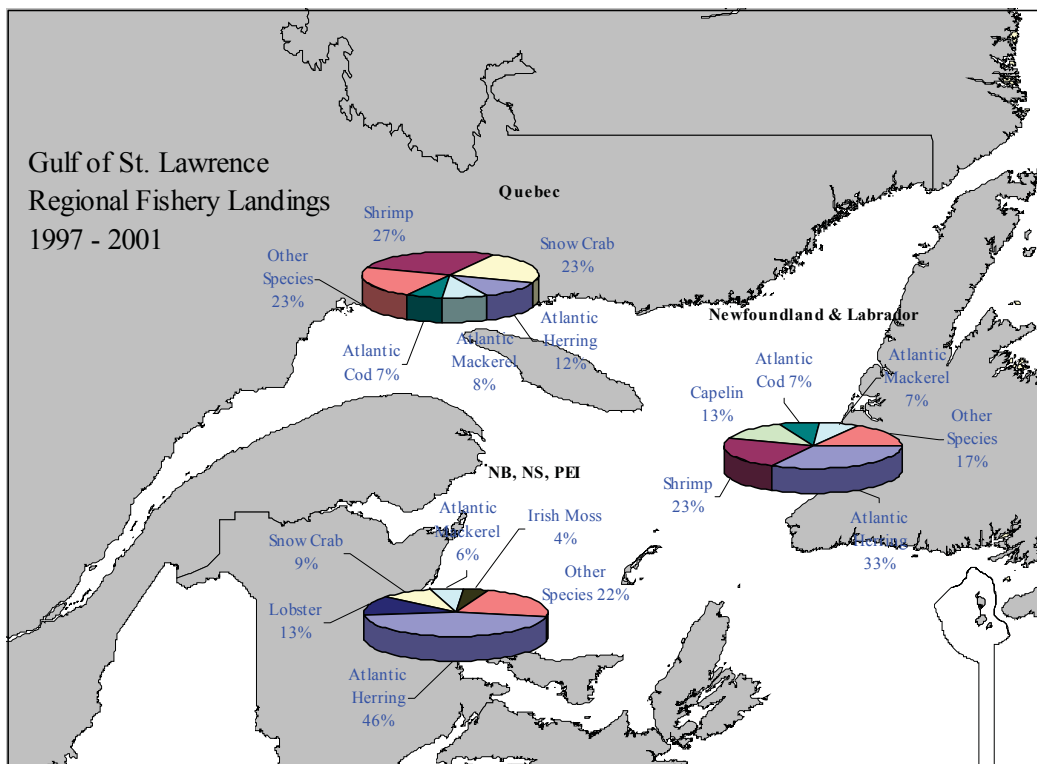 Gulf of St. Lawrence
Regional Fishery Landings
1997 - 2001
Quebec
Shrimp
27%
Snow Crab
23%
Other
Species
23%
Atlantic
Cod 7%
Atlantic
Mackerel
8%
Atlantic
Herring
12%
Newfoundland & Labrador
Atlantic
Cod 7%
Atlantic
Mackerel
7%
Capelin
13%
Other
Species
17%
Shrimp
23%
Atlantic
Herring
33%
NB, NS, PEI
Atlantic
Mackerel
6%
Irish Moss
4%
Snow Crab
9%
Other
Species 22%
Lobster
13%
Atlantic
Herring
46%